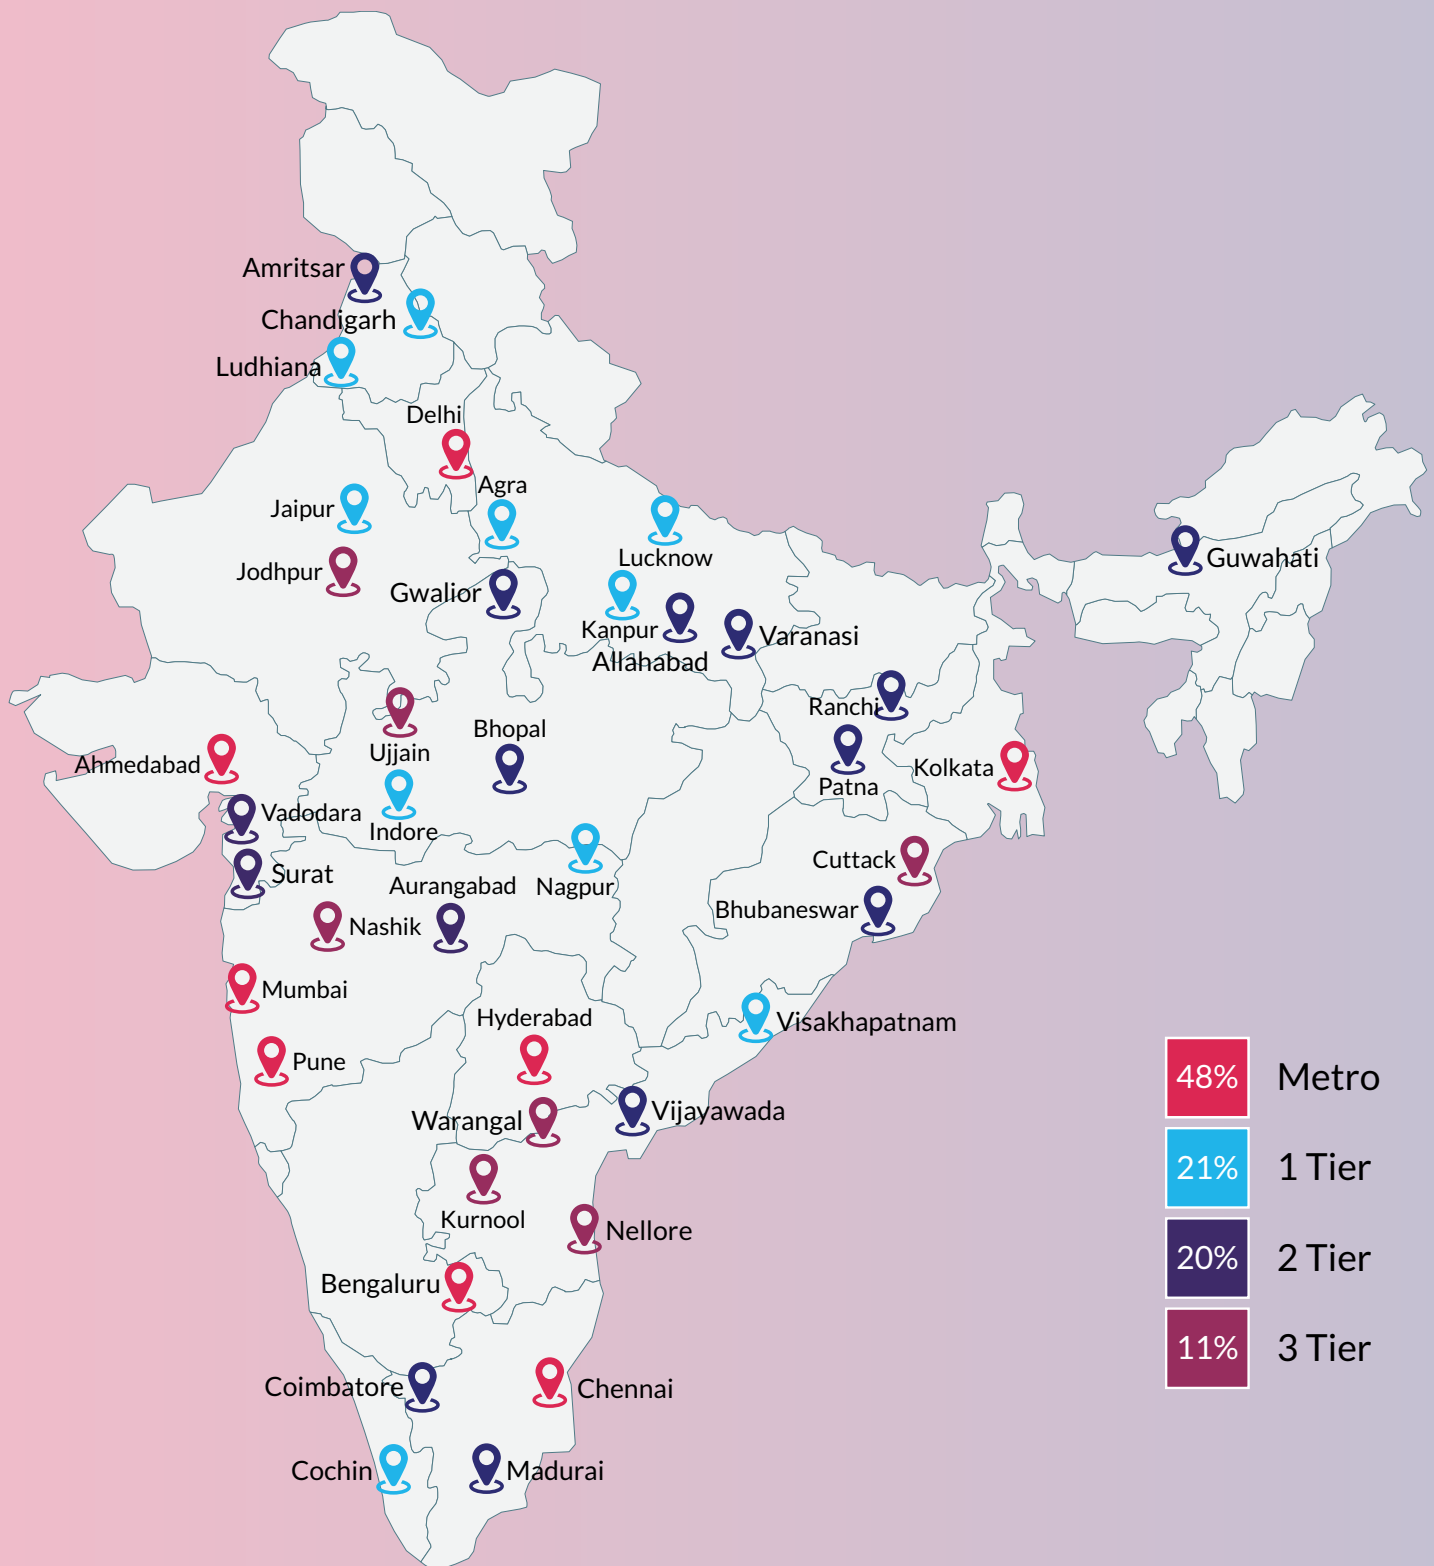 Amritsar
Chandigarh
Ludhiana
Delhi
Agra
Jaipur
Lucknow
Guwahati
Jodhpur
Gwalior
Kanpur
Varanasi
Allahabad
Ranchi
Bhopal
Ujjain
Ahmedabad
Kolkata
Patna
Vadodara
Indore
Cuttack
Surat
Aurangabad
Nagpur
Bhubaneswar
Nashik
Mumbai
Hyderabad
Visakhapatnam
Pune
48% Metro
Warangal
Vijayawada
21% 1 Tier
Kurnool
Nellore
20% 2 Tier
Bengaluru
11% 3 Tier
Coimbatore
Chennai
Cochin
Madurai